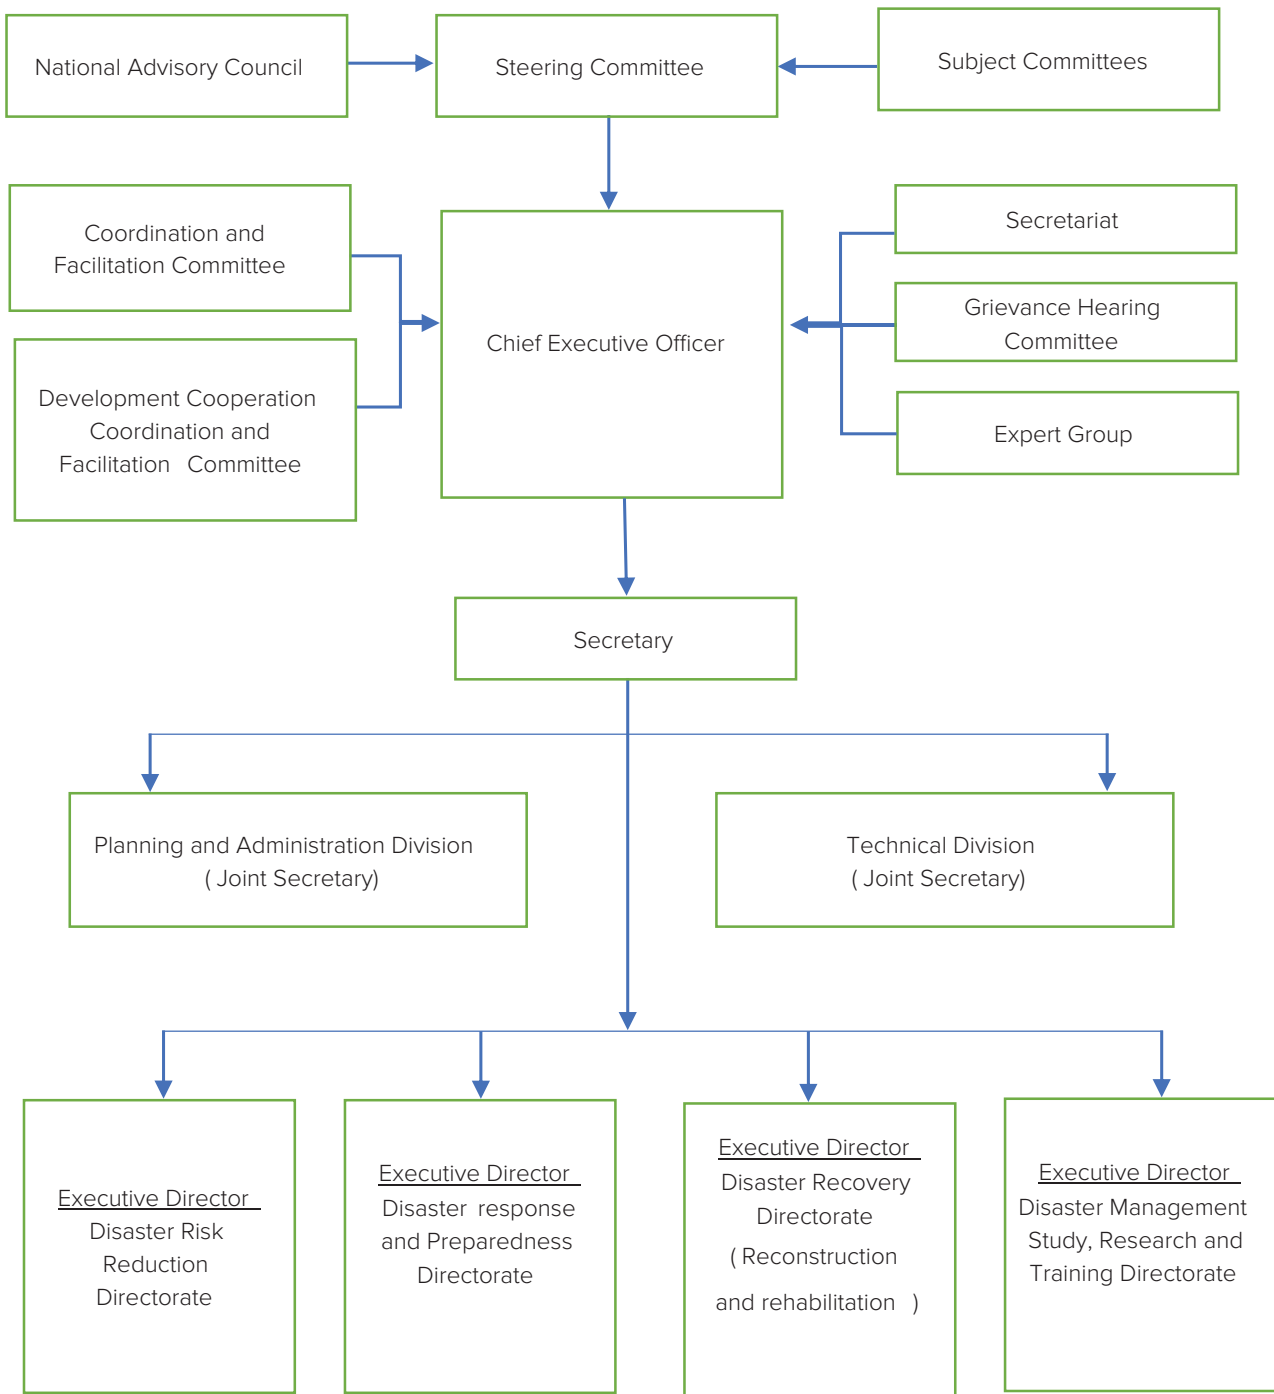 National Advisory Council
Steering Committee
Subject Committees
Coordination and
Facilitation Committee
Secretariat
Grievance Hearing
Committee
Chief Executive Officer
Development Cooperation
Coordination and
Facilitation Committee
Expert Group
Secretary
Planning and Administration Division
( Joint Secretary)
Technical Division
( Joint Secretary)
Executive Director
Disaster Risk
Reduction
Directorate
Executive Director
Disaster response
and Preparedness
Directorate
Executive Director
Disaster Recovery
Directorate
( Reconstruction
and rehabilitation )
Executive Director
Disaster Management
Study, Research and
Training Directorate